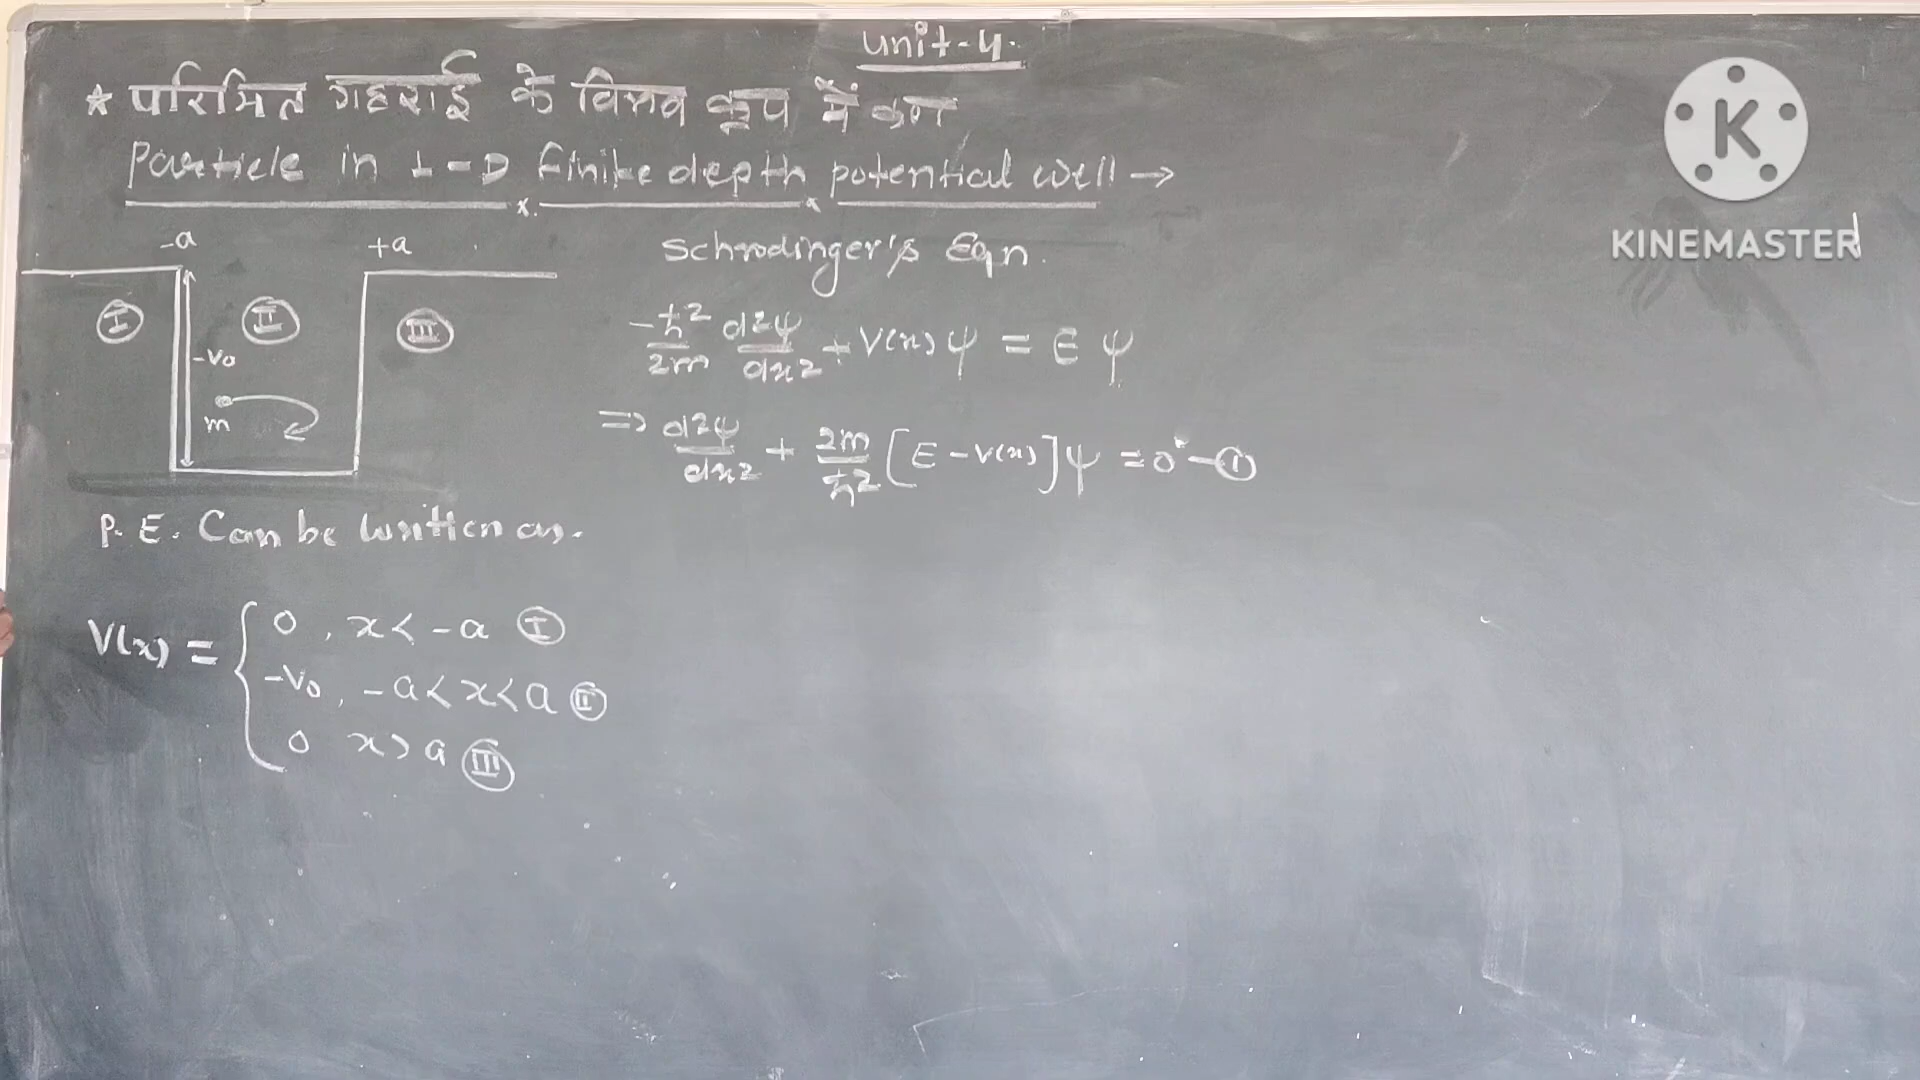 Unit-4.
* परिमित गहराई के विभव कूप में कण
Particle in 1-D finite depth potential well →
-a
+a
I
II
III
-V₀
m
Schrodinger's Eqn.
-ħ²/2m d²ψ/dx² + V(x) ψ = E ψ
⇒ d²ψ/dx² + 2m/ħ² [E - V(x)] ψ = 0 - ①
P.E. Can be written as.
V(x) = { 0 , x < -a I
-V₀ , -a < x < a II
0 x > a III
K
KINEMASTER